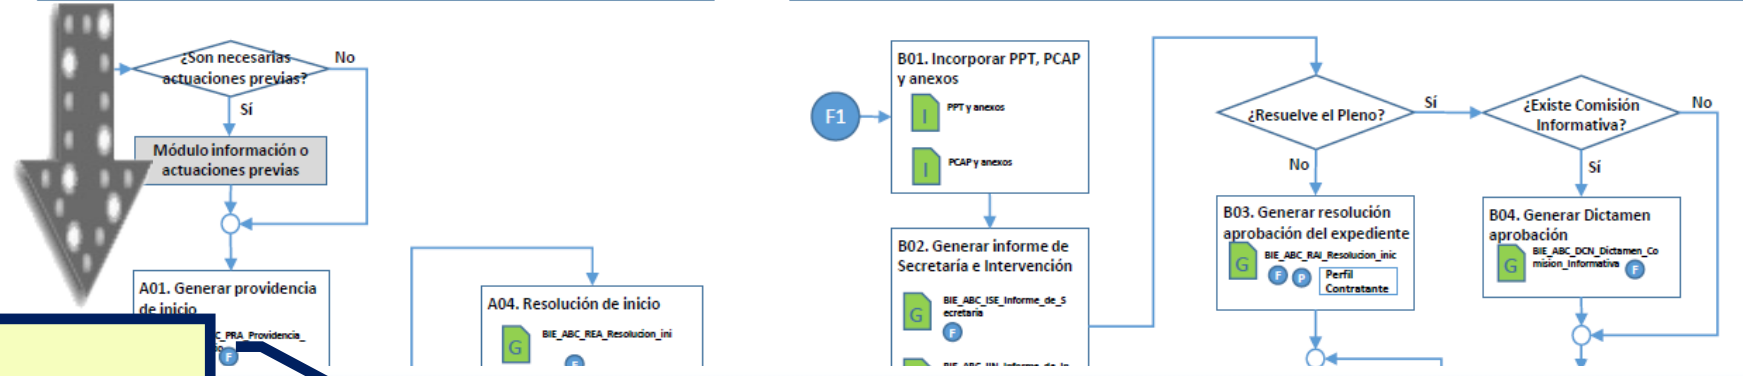 ¿Son necesarias
actuaciones previas?
No
Sí
Módulo información o
actuaciones previas
A01. Generar providencia
de inicio
C_PRA_Providencia_
F
A04. Resolución de inicio
G
BIE_ABC_REA_Resolucion_ini
F
F1
B01. Incorporar PPT, PCAP
y anexos
I
PPT y anexos
I
PCAP y anexos
B02. Generar informe de
Secretaría e Intervención
G
BIE_ABC_ISE_Informe_de_S
ecretaria
F
¿Resuelve el Pleno?
Sí
No
B03. Generar resolución
aprobación del expediente
G
BIE_ABC_RAI_Resolucion_inic
F
P
Perfil
Contratante
¿Existe Comisión
Informativa?
No
Sí
B04. Generar Dictamen
aprobación
G
BIE_ABC_DCN_Dictamen_Co
mision_Informativa
F